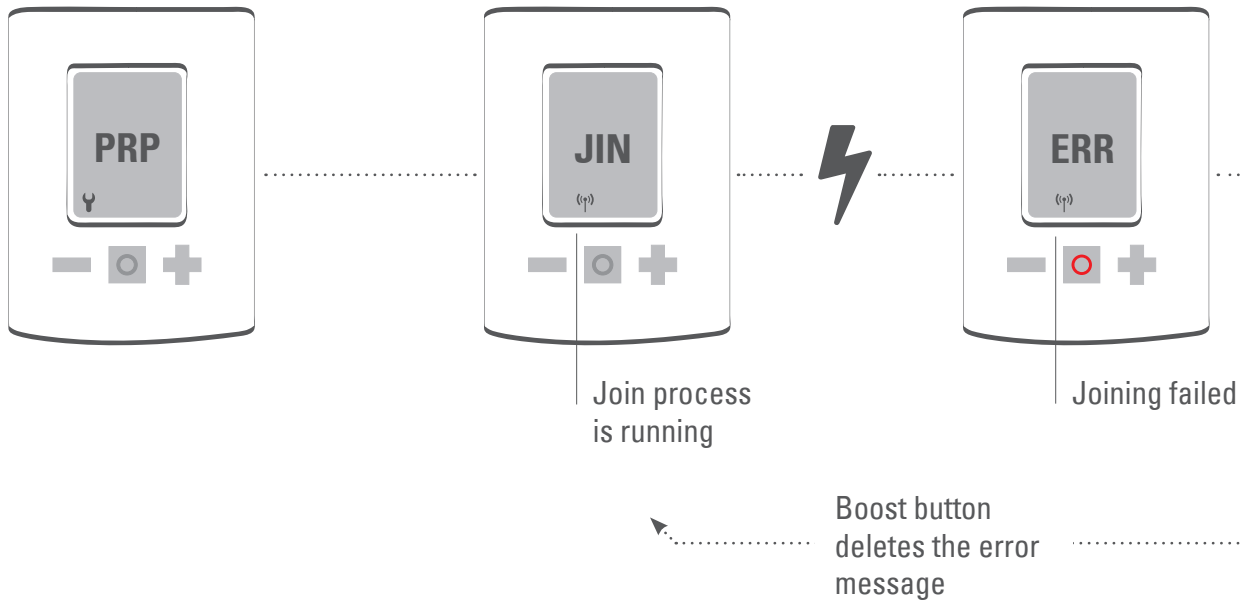 PRP
JIN
ERR
Join process
is running
Joining failed
Boost button
deletes the error
message